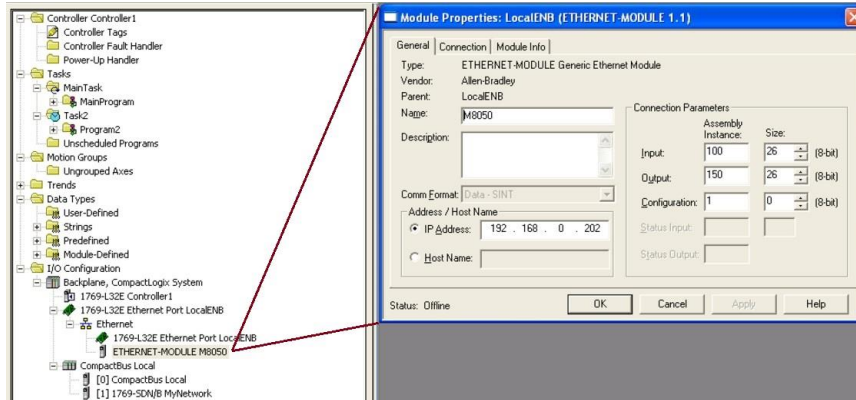 Controller Controller1
Controller Tags
Controller Fault Handler
Power-Up Handler
Tasks
MainTask
MainProgram
Task2
Program2
Unscheduled Programs
Motion Groups
Ungrouped Axes
Trends
Data Types
User-Defined
Strings
Predefined
Module-Defined
I/O Configuration
Backplane, CompactLogix System
1769-L32E Controller1
1769-L32E Ethernet Port LocalENB
Ethernet
1769-L32E Ethernet Port LocalENB
ETHERNET-MODULE M8050
CompactBus Local
[0] CompactBus Local
[1] 1769-SDN/B MyNetwork
Module Properties: LocalENB (ETHERNET-MODULE 1.1)
General Connection Module Info
Type: ETHERNET-MODULE Generic Ethernet Module
Vendor: Allen-Bradley
Parent: LocalENB
Name: M8050
Description:
Comm Format: Data - SINT
Address / Host Name
IP Address: 192 . 168 . 0 . 202
Host Name:
Connection Parameters
Assembly
Instance: Size:
Input: 100 26 (8-bit)
Output: 150 26 (8-bit)
Configuration: 1 0 (8-bit)
Status Input:
Status Output:
Status: Offline OK Cancel Apply Help